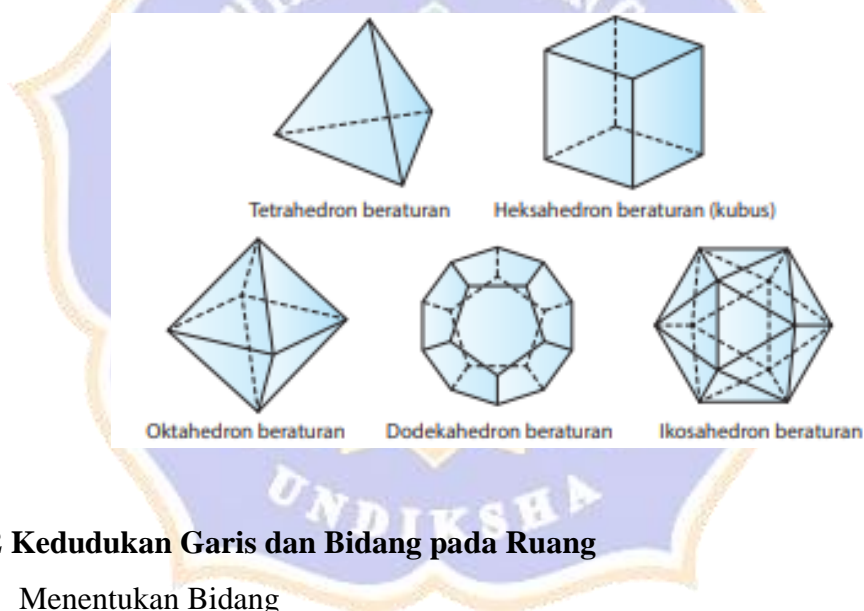 Tetrahedron beraturan Heksahedron beraturan (kubus)
Oktahedron beraturan Dodekahedron beraturan Ikosahedron beraturan
UNDIKSHA
Kedudukan Garis dan Bidang pada Ruang
Menentukan Bidang